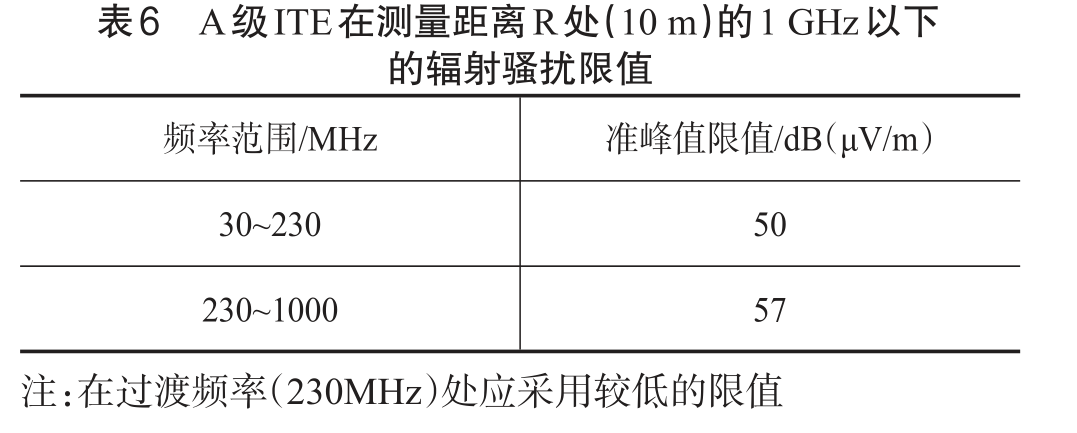 表6 A级ITE在测量距离R处(10 m)的1 GHz以下
的辐射骚扰限值
频率范围/MHz 准峰值限值/dB(μV/m)
30~230 50
230~1000 57
注:在过渡频率(230MHz)处应采用较低的限值